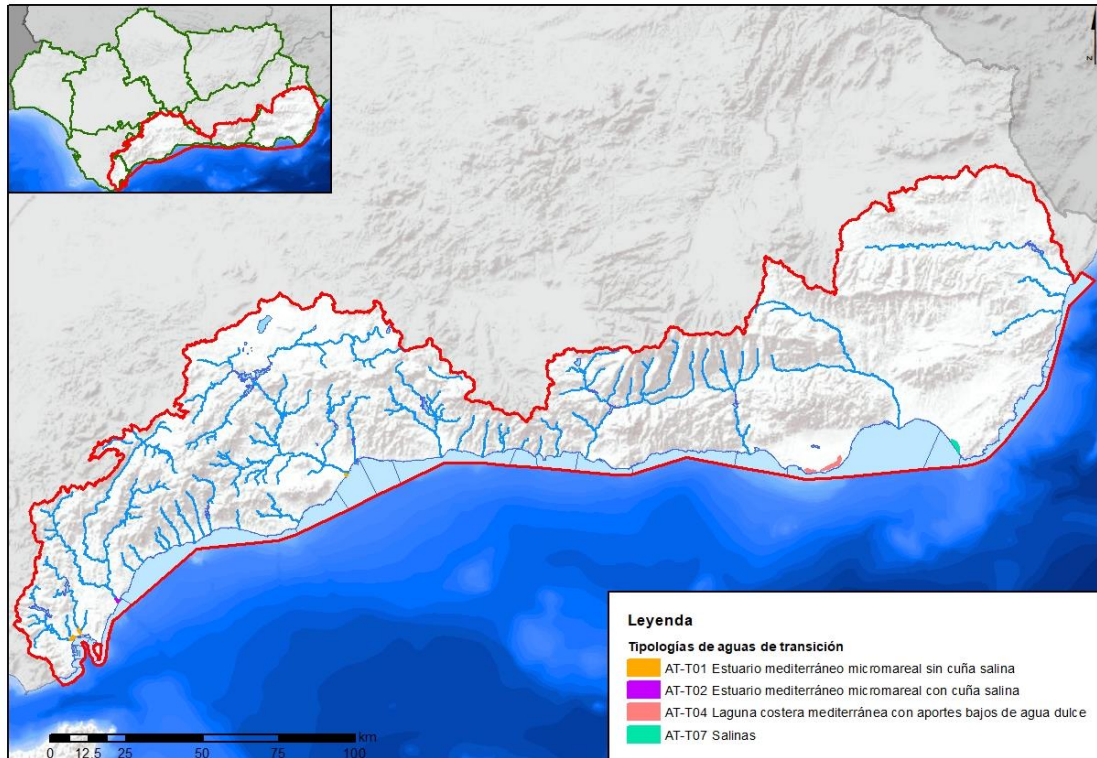 N
Leyenda
Tipologías de aguas de transición
AT-T01 Estuario mediterráneo micromareal sin cuña salina
AT-T02 Estuario mediterráneo micromareal con cuña salina
AT-T04 Laguna costera mediterránea con aportes bajos de agua dulce
AT-T07 Salinas
km
0 12.5 25 50 75 100